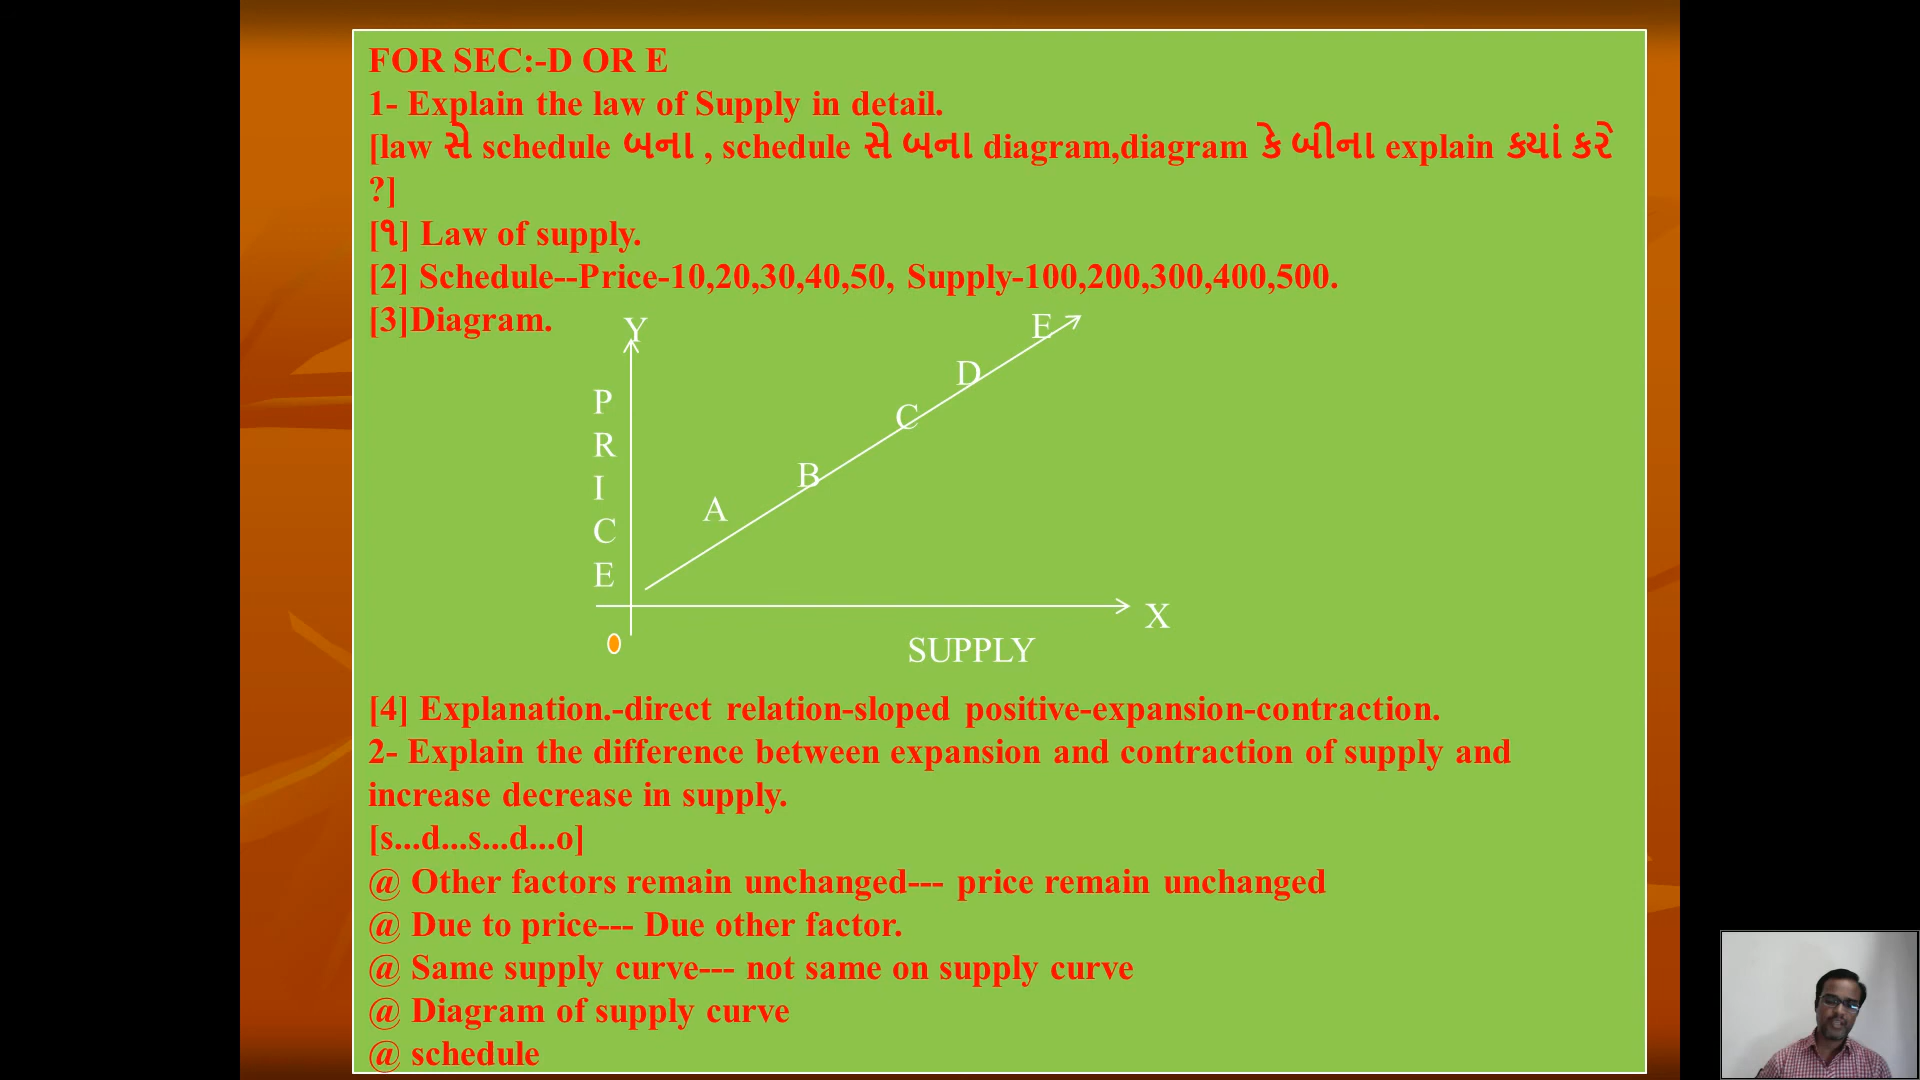 FOR SEC:-D OR E
1- Explain the law of Supply in detail.
[law સે schedule બના , schedule સે બના diagram,diagram કે બીના explain ક્યાં કરે
?]
[૧] Law of supply.
[2] Schedule--Price-10,20,30,40,50, Supply-100,200,300,400,500.
[3]Diagram.
Y
E
D
C
B
A
P
R
I
C
E
X
0
SUPPLY
[4] Explanation.-direct relation-sloped positive-expansion-contraction.
2- Explain the difference between expansion and contraction of supply and
increase decrease in supply.
[s...d...s...d...o]
@ Other factors remain unchanged--- price remain unchanged
@ Due to price--- Due other factor.
@ Same supply curve--- not same on supply curve
@ Diagram of supply curve
@ schedule